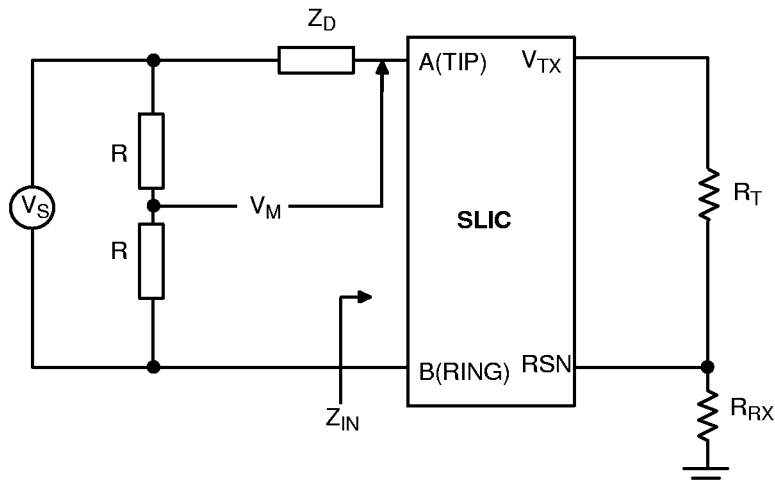 Z_D
A(TIP)
V_TX
R
V_S
V_M
SLIC
R_T
R
B(RING)
RSN
Z_IN
R_RX